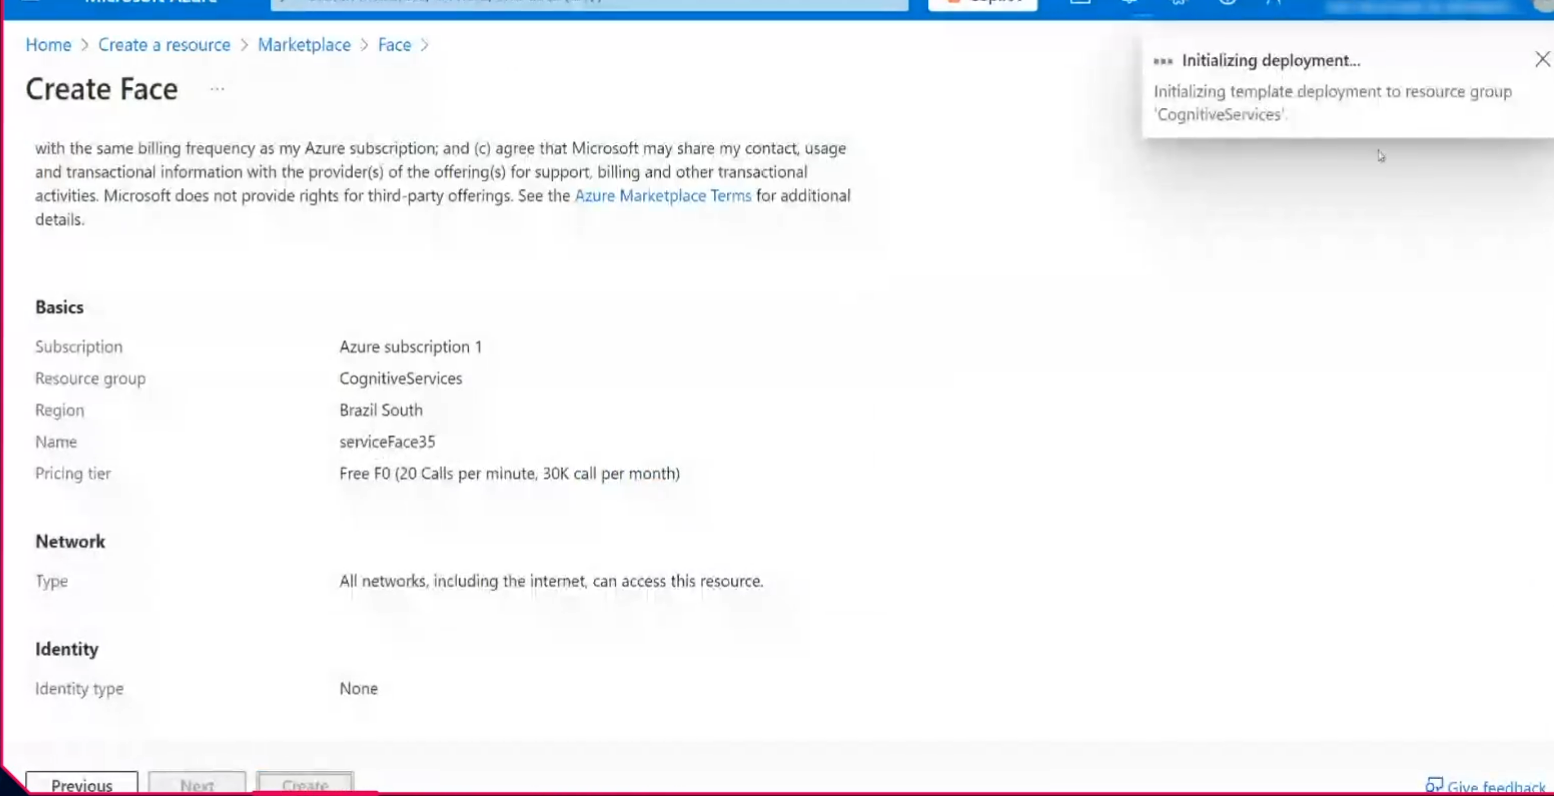 Microsoft Azure
Copilot
Home > Create a resource > Marketplace > Face >
Create Face ...
Initializing deployment...
Initializing template deployment to resource group
'CognitiveServices'.
with the same billing frequency as my Azure subscription; and (c) agree that Microsoft may share my contact, usage
and transactional information with the provider(s) of the offering(s) for support, billing and other transactional
activities. Microsoft does not provide rights for third-party offerings. See the Azure Marketplace Terms for additional
details.
Basics
Subscription Azure subscription 1
Resource group CognitiveServices
Region Brazil South
Name serviceFace35
Pricing tier Free F0 (20 Calls per minute, 30K call per month)
Network
Type All networks, including the internet, can access this resource.
Identity
Identity type None
Previous Next Create Give feedback